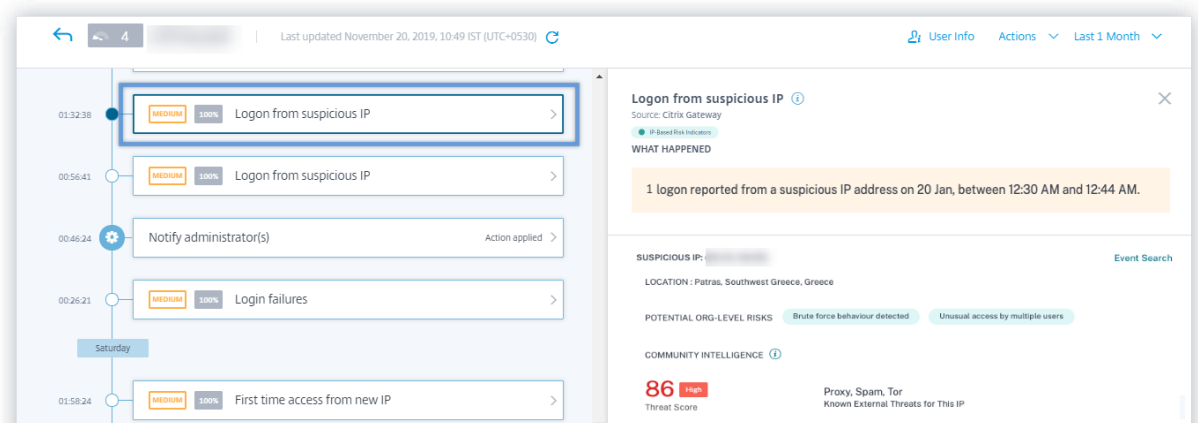 4
Last updated November 20, 2019, 10:49 IST (UTC+0530)
User Info
Actions
Last 1 Month
01:32:38
MEDIUM 100% Logon from suspicious IP
00:56:41
MEDIUM 100% Logon from suspicious IP
00:46:24
Notify administrator(s)
Action applied
00:26:21
MEDIUM 100% Login failures
Saturday
01:58:24
MEDIUM 100% First time access from new IP
Logon from suspicious IP
Source: Citrix Gateway
IP-Based Risk Indicators
WHAT HAPPENED
1 logon reported from a suspicious IP address on 20 Jan, between 12:30 AM and 12:44 AM.
SUSPICIOUS IP:
Event Search
LOCATION : Patras, Southwest Greece, Greece
POTENTIAL ORG-LEVEL RISKS Brute force behaviour detected Unusual access by multiple users
COMMUNITY INTELLIGENCE
86 High
Threat Score
Proxy, Spam, Tor
Known External Threats for This IP